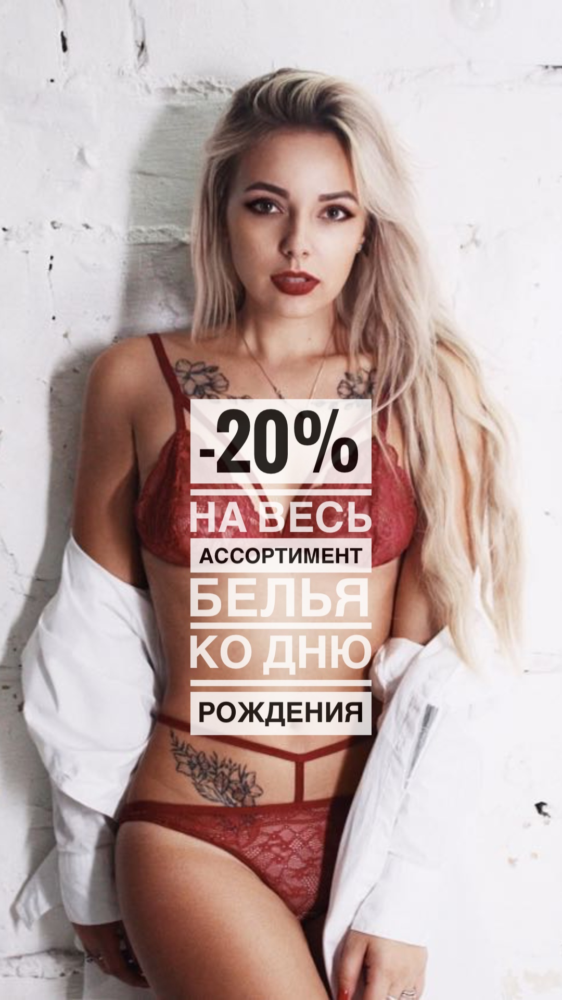 -20%
НА ВЕСЬ
АССОРТИМЕНТ
БЕЛЬЯ
КО ДНЮ
РОЖДЕНИЯ